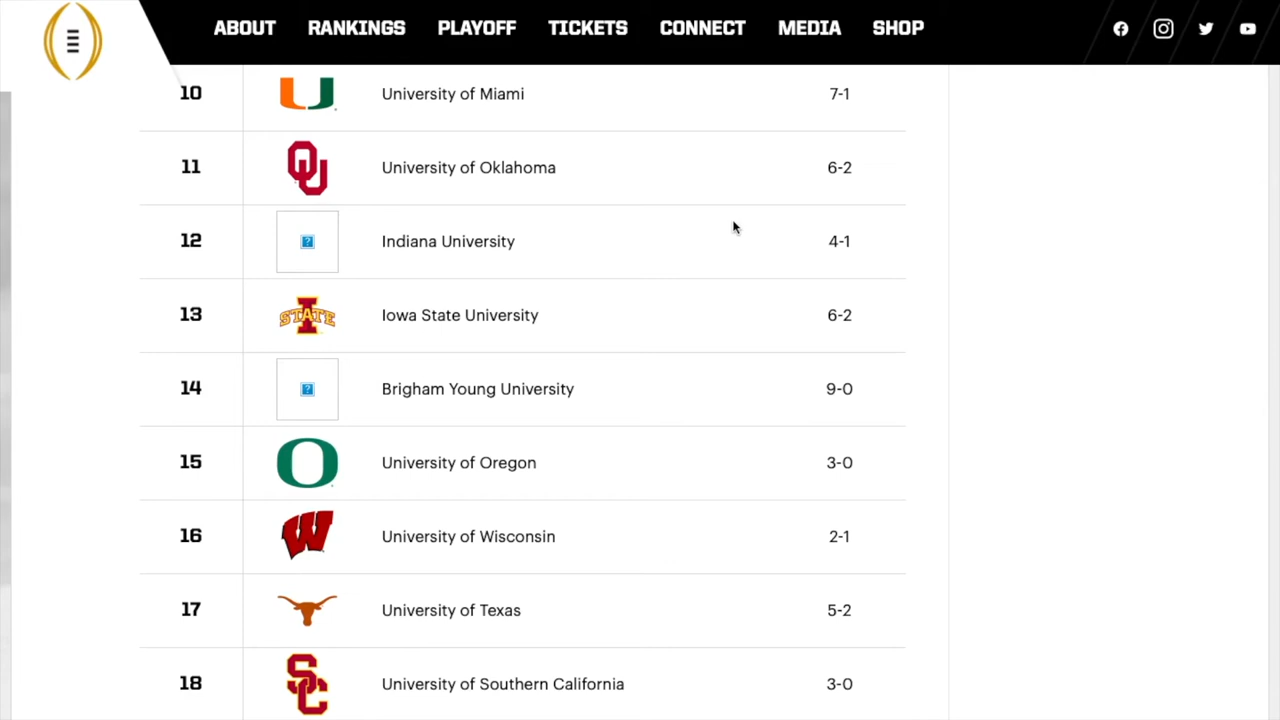 ABOUT RANKINGS PLAYOFF TICKETS CONNECT MEDIA SHOP
10 U University of Miami 7-1
11 OU University of Oklahoma 6-2
12 ? Indiana University 4-1
13 I STATE Iowa State University 6-2
14 ? Brigham Young University 9-0
15 O University of Oregon 3-0
16 W University of Wisconsin 2-1
17 University of Texas 5-2
18 SC University of Southern California 3-0